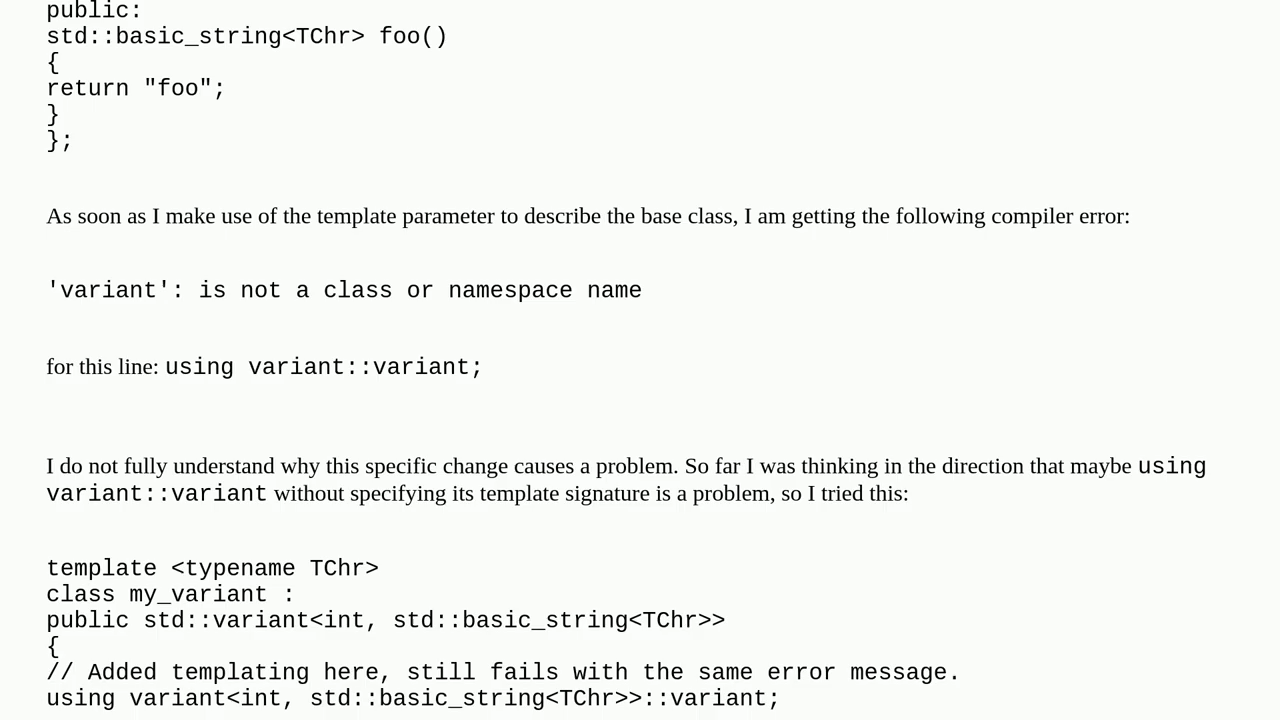 public:
std::basic_string<TChr> foo()
{
return "foo";
}
};
As soon as I make use of the template parameter to describe the base class, I am getting the following compiler error:
'variant': is not a class or namespace name
for this line: using variant::variant;
I do not fully understand why this specific change causes a problem. So far I was thinking in the direction that maybe using
variant::variant without specifying its template signature is a problem, so I tried this:
template <typename TChr>
class my_variant :
public std::variant<int, std::basic_string<TChr>>
{
// Added templating here, still fails with the same error message.
using variant<int, std::basic_string<TChr>>::variant;